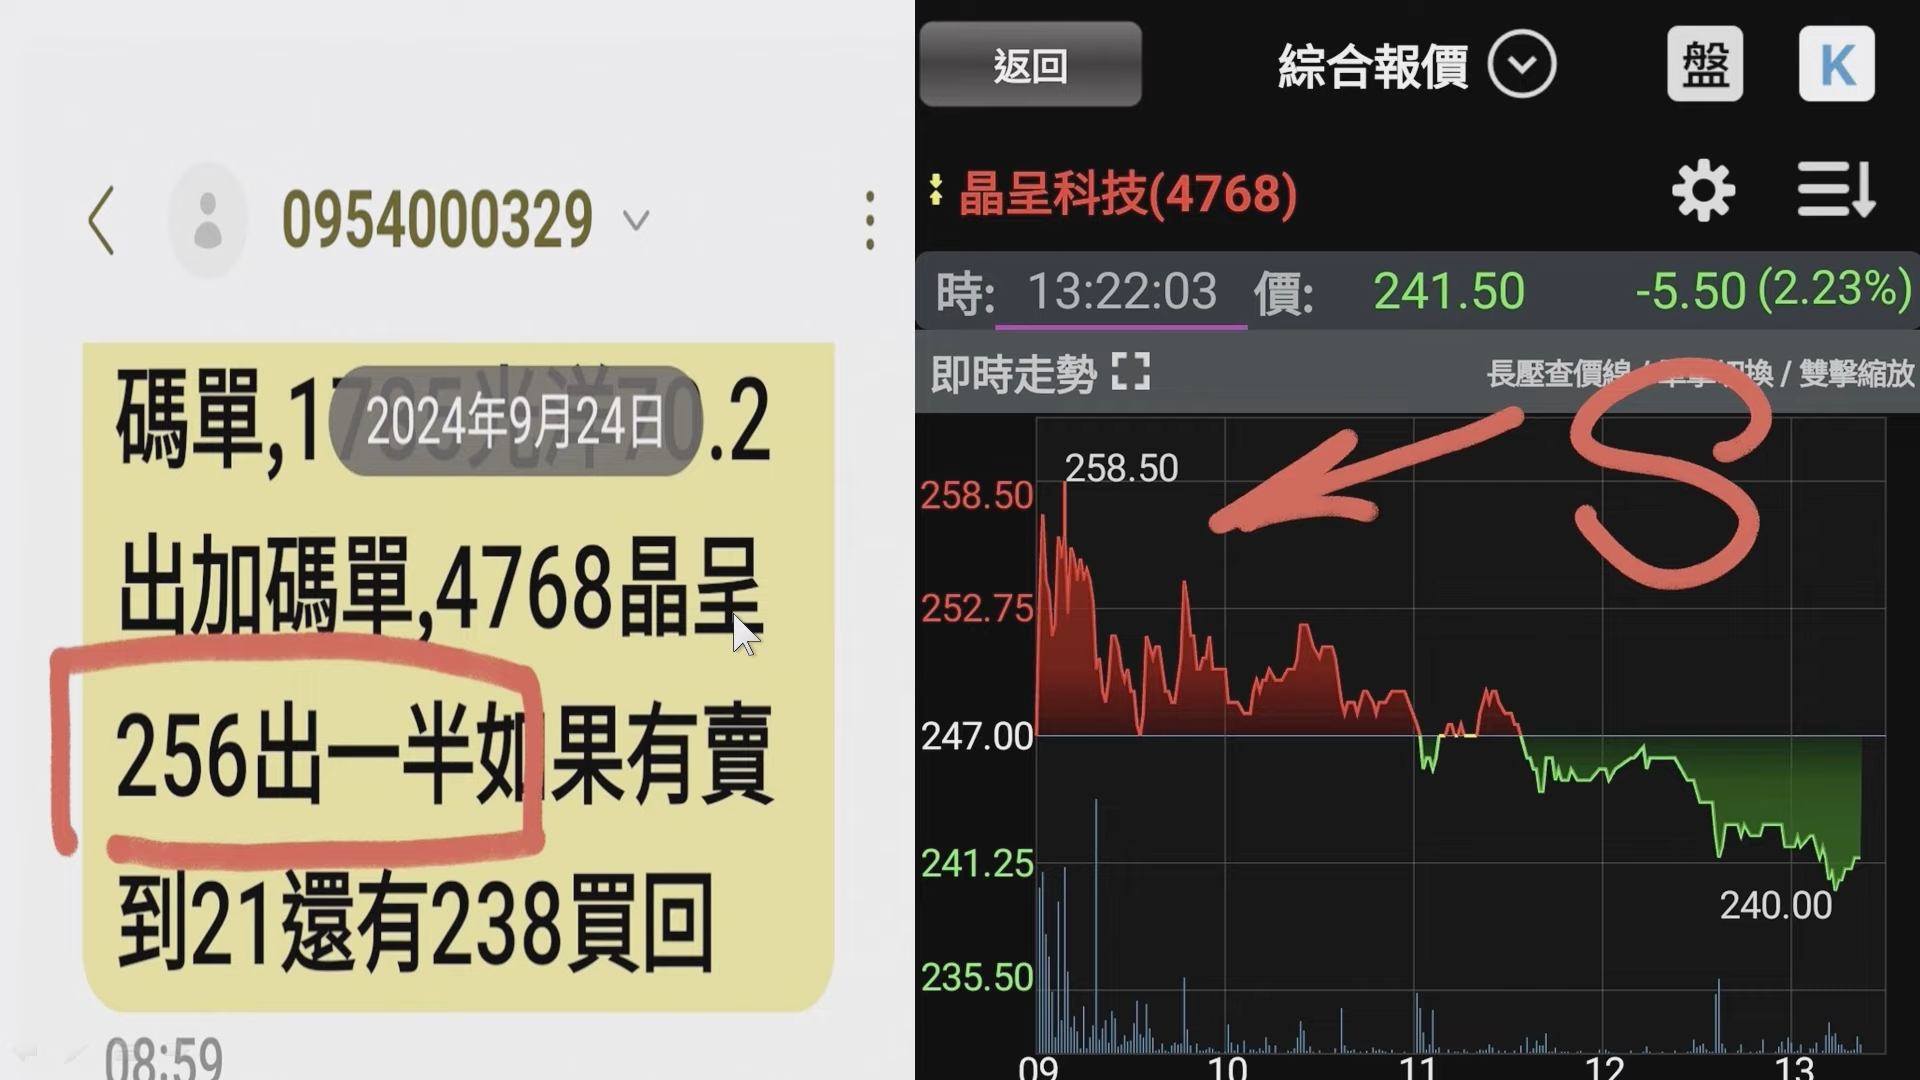 0954000329
碼單,1
2024年9月24日
.2
出加碼單,4768晶呈
256出一半如果有賣
到21還有238買回
08:59
返回
綜合報價
盤
K
晶呈科技(4768)
時: 13:22:03 價: 241.50 -5.50 (2.23%)
即時走勢
長壓查價線 / 單擊切換 / 雙擊縮放
S
258.50
258.50
252.75
247.00
241.25
240.00
235.50
09 10 11 12 13